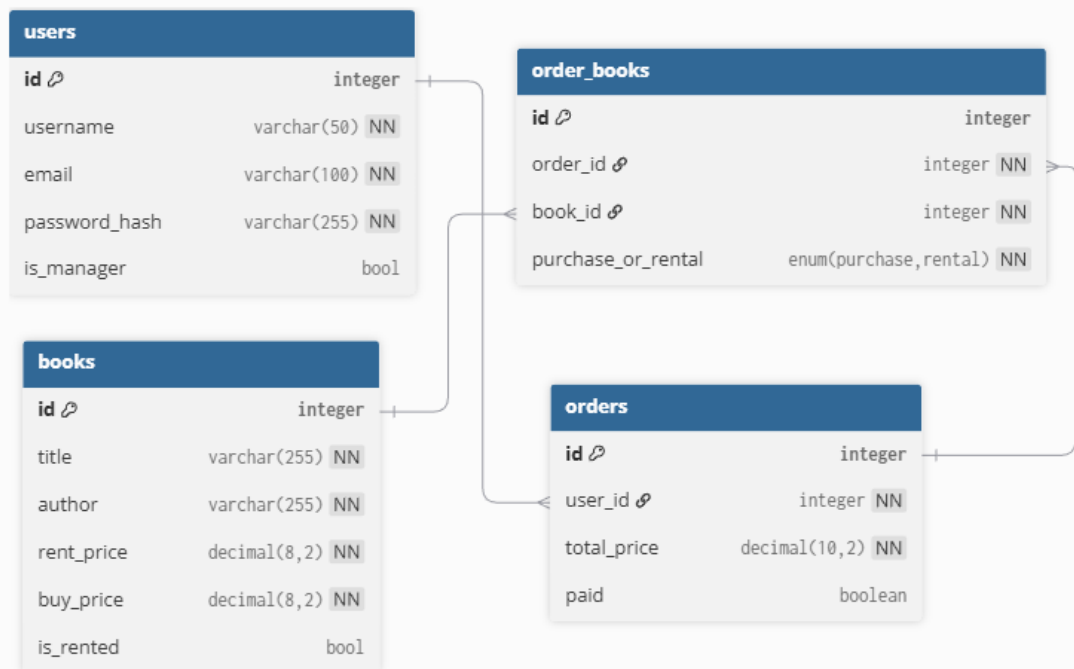 users
id integer
username varchar(50) NN
email varchar(100) NN
password_hash varchar(255) NN
is_manager bool
order_books
id integer
order_id integer NN
book_id integer NN
purchase_or_rental enum(purchase,rental) NN
books
id integer
title varchar(255) NN
author varchar(255) NN
rent_price decimal(8,2) NN
buy_price decimal(8,2) NN
is_rented bool
orders
id integer
user_id integer NN
total_price decimal(10,2) NN
paid boolean